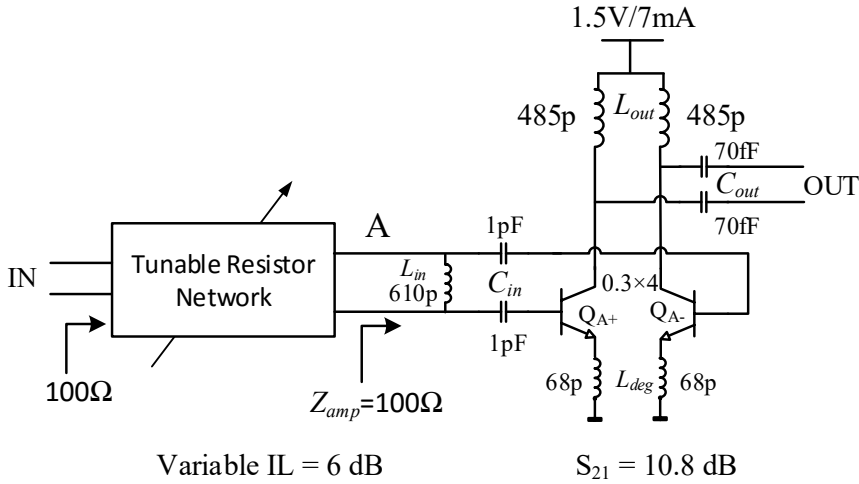 1.5V/7mA
485p
L_out
485p
70fF
C_out
OUT
70fF
A
1pF
IN
Tunable Resistor
Network
L_in
610p
C_in
0.3×4
Q_A+
Q_A-
1pF
100Ω
Z_amp=100Ω
68p
L_deg
68p
Variable IL = 6 dB
S_21 = 10.8 dB